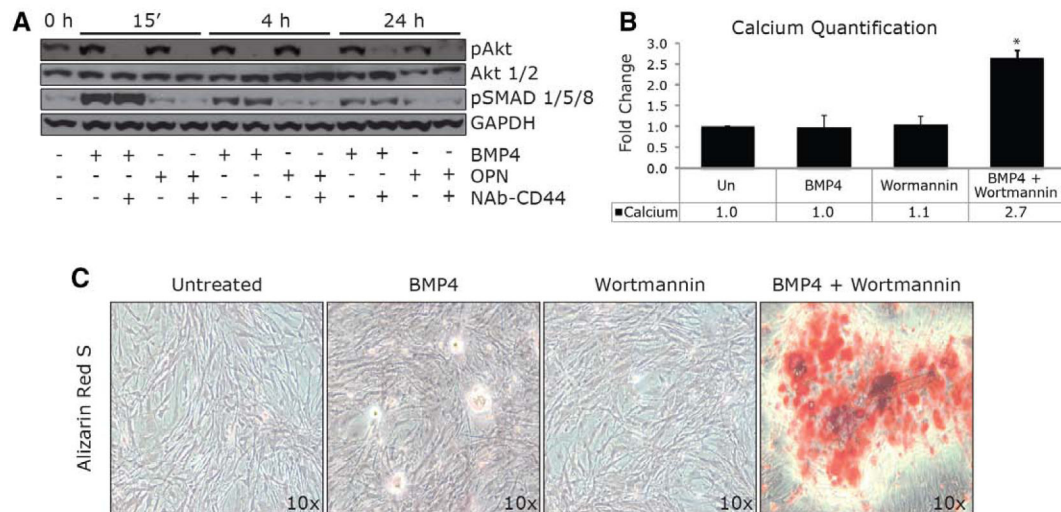 A
0 h 15′ 4 h 24 h
pAkt
Akt 1/2
pSMAD 1/5/8
GAPDH
- + + - - + + - - + + - - BMP4
- - - + + - - + + - - + + OPN
- - + - + - + - + - + - + NAb-CD44
B
Calcium Quantification
*
Fold Change
3.0
2.5
2.0
1.5
1.0
0.5
0.0
Un BMP4 Wormannin BMP4 +
Wortmannin
Calcium 1.0 1.0 1.1 2.7
C
Untreated BMP4 Wortmannin BMP4 + Wortmannin
Alizarin Red S
10x 10x 10x 10x